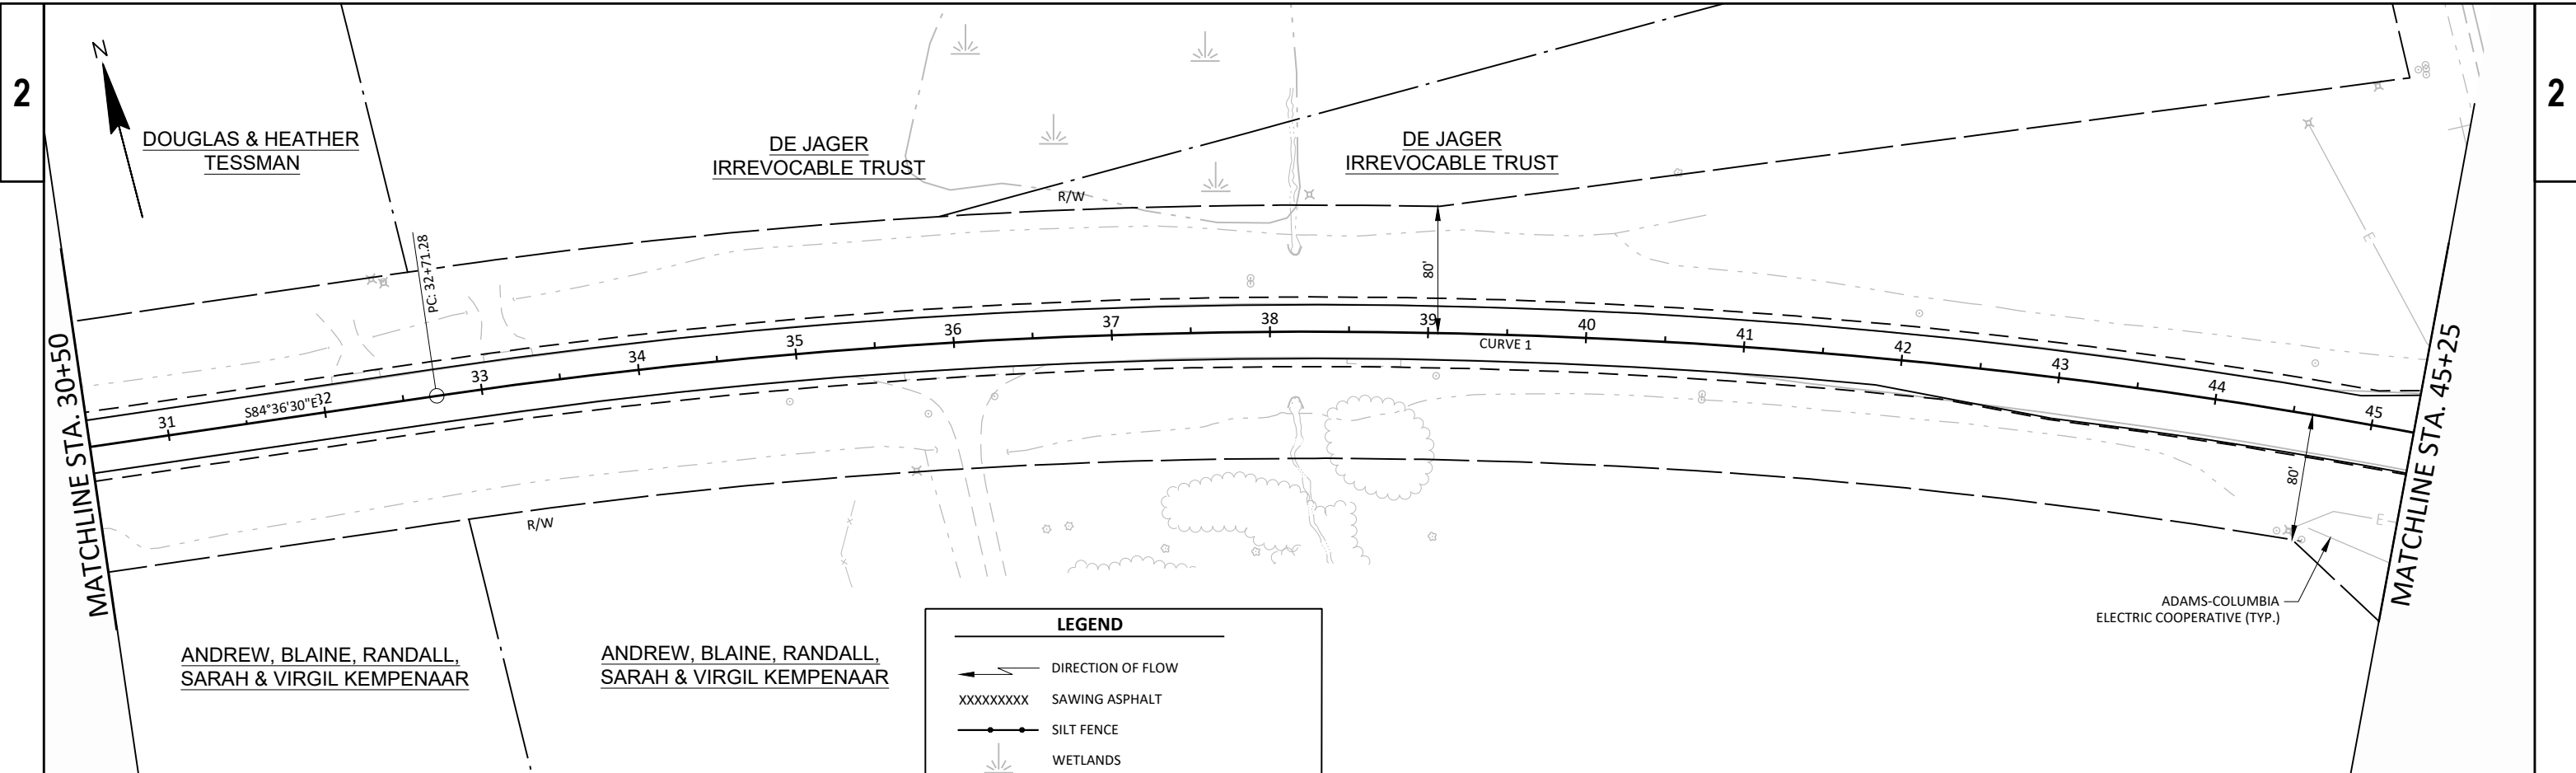 2
2
N
DOUGLAS & HEATHER
TESSMAN
DE JAGER
IRREVOCABLE TRUST
DE JAGER
IRREVOCABLE TRUST
R/W
PC: 32+71.28
80'
MATCHLINE STA. 30+50
31
S84°36'30"E
32
33
34
35
36
37
38
39
40
41
42
43
44
45
CURVE 1
E
MATCHLINE STA. 45+25
80'
E
R/W
ADAMS-COLUMBIA
ELECTRIC COOPERATIVE (TYP.)
ANDREW, BLAINE, RANDALL,
SARAH & VIRGIL KEMPENAAR
ANDREW, BLAINE, RANDALL,
SARAH & VIRGIL KEMPENAAR
LEGEND
DIRECTION OF FLOW
XXXXXXXXX SAWING ASPHALT
SILT FENCE
WETLANDS